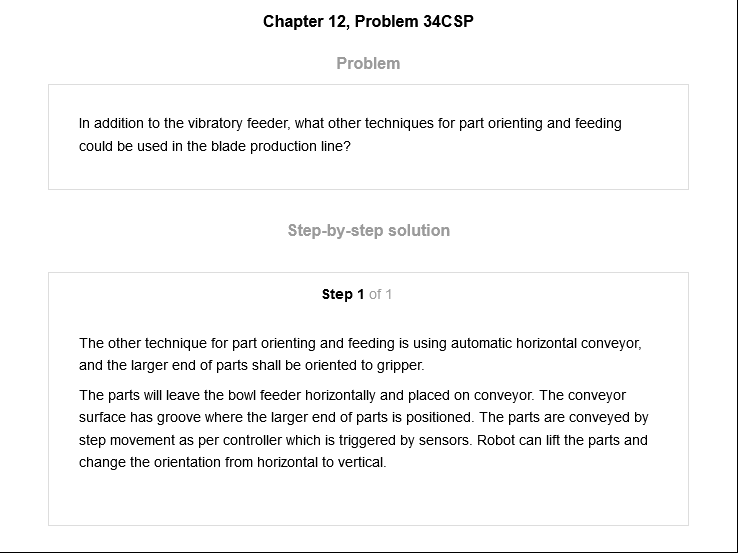 Chapter 12, Problem 34CSP
Problem
In addition to the vibratory feeder, what other techniques for part orienting and feeding
could be used in the blade production line?
Step-by-step solution
Step 1 of 1
The other technique for part orienting and feeding is using automatic horizontal conveyor,
and the larger end of parts shall be oriented to gripper.
The parts will leave the bowl feeder horizontally and placed on conveyor. The conveyor
surface has groove where the larger end of parts is positioned. The parts are conveyed by
step movement as per controller which is triggered by sensors. Robot can lift the parts and
change the orientation from horizontal to vertical.